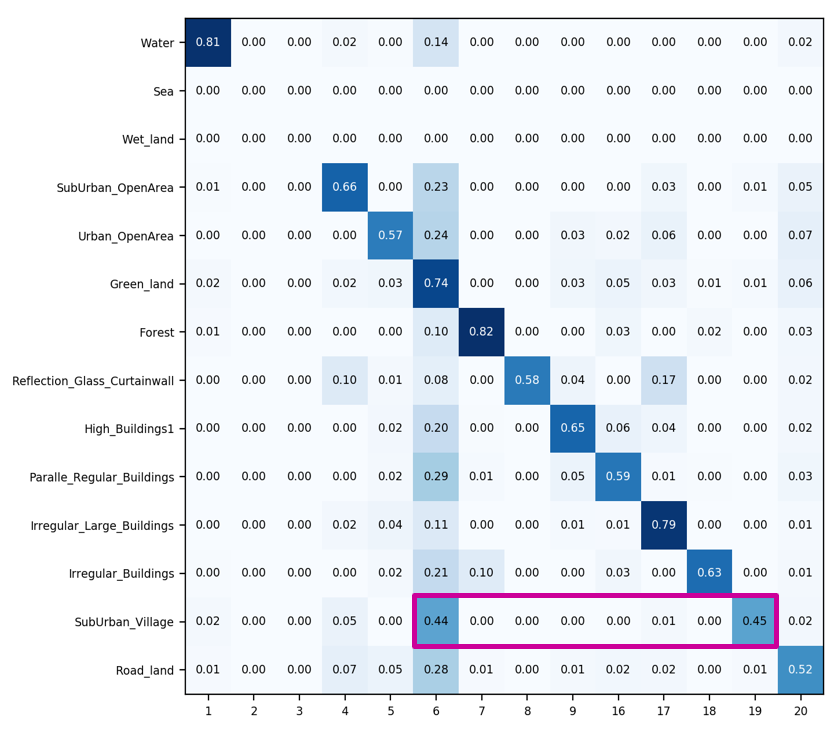 Water 0.81 0.00 0.00 0.02 0.00 0.14 0.00 0.00 0.00 0.00 0.00 0.00 0.00 0.02
Sea 0.00 0.00 0.00 0.00 0.00 0.00 0.00 0.00 0.00 0.00 0.00 0.00 0.00 0.00
Wet_land 0.00 0.00 0.00 0.00 0.00 0.00 0.00 0.00 0.00 0.00 0.00 0.00 0.00 0.00
SubUrban_OpenArea 0.01 0.00 0.00 0.66 0.00 0.23 0.00 0.00 0.00 0.00 0.03 0.00 0.01 0.05
Urban_OpenArea 0.00 0.00 0.00 0.00 0.57 0.24 0.00 0.00 0.03 0.02 0.06 0.00 0.00 0.07
Green_land 0.02 0.00 0.00 0.02 0.03 0.74 0.00 0.00 0.03 0.05 0.03 0.01 0.01 0.06
Forest 0.01 0.00 0.00 0.00 0.00 0.10 0.82 0.00 0.00 0.03 0.00 0.02 0.00 0.03
Reflection_Glass_Curtainwall 0.00 0.00 0.00 0.10 0.01 0.08 0.00 0.58 0.04 0.00 0.17 0.00 0.00 0.02
High_Buildings1 0.00 0.00 0.00 0.00 0.02 0.20 0.00 0.00 0.65 0.06 0.04 0.00 0.00 0.02
Paralle_Regular_Buildings 0.00 0.00 0.00 0.00 0.02 0.29 0.01 0.00 0.05 0.59 0.01 0.00 0.00 0.03
Irregular_Large_Buildings 0.00 0.00 0.00 0.02 0.04 0.11 0.00 0.00 0.01 0.01 0.79 0.00 0.00 0.01
Irregular_Buildings 0.00 0.00 0.00 0.00 0.02 0.21 0.10 0.00 0.00 0.03 0.00 0.63 0.00 0.01
SubUrban_Village 0.02 0.00 0.00 0.05 0.00 0.44 0.00 0.00 0.00 0.00 0.01 0.00 0.45 0.02
Road_land 0.01 0.00 0.00 0.07 0.05 0.28 0.01 0.00 0.01 0.02 0.02 0.00 0.01 0.52
1 2 3 4 5 6 7 8 9 16 17 18 19 20